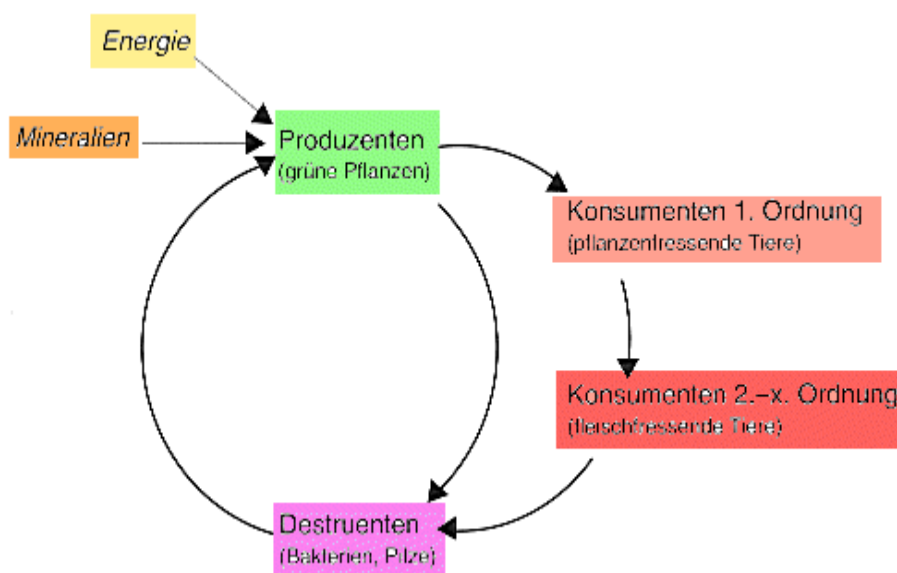 Energie
Mineralien
Produzenten
(grüne Pflanzen)
Konsumenten 1. Ordnung
(pflanzenfressende Tiere)
Konsumenten 2.–x. Ordnung
(fleischfressende Tiere)
Destruenten
(Bakterien, Pilze)